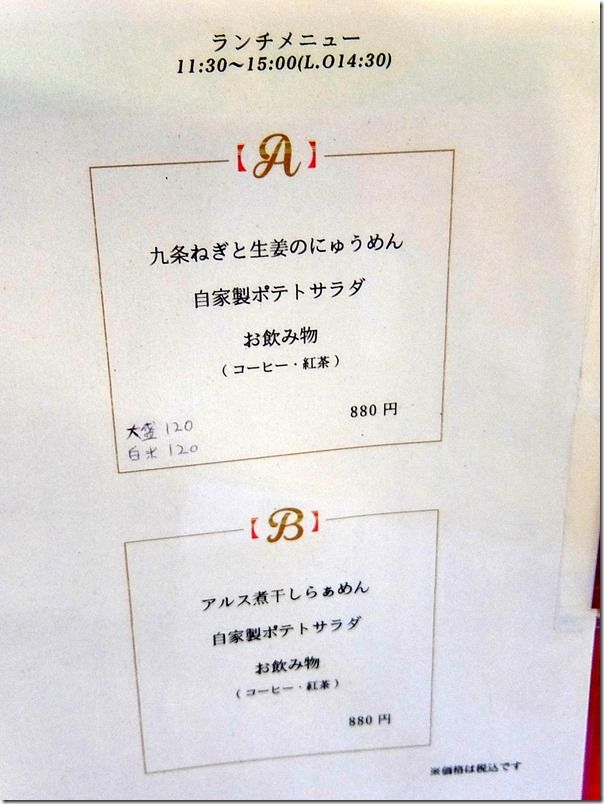 ランチメニュー
11:30〜15:00(L.O14:30)
【A】
九条ねぎと生姜のにゅうめん
自家製ポテトサラダ
お飲み物
(コーヒー・紅茶)
880円
大盛 120
白米 120
【B】
アルス煮干しらぁめん
自家製ポテトサラダ
お飲み物
(コーヒー・紅茶)
880円
※価格は税込です